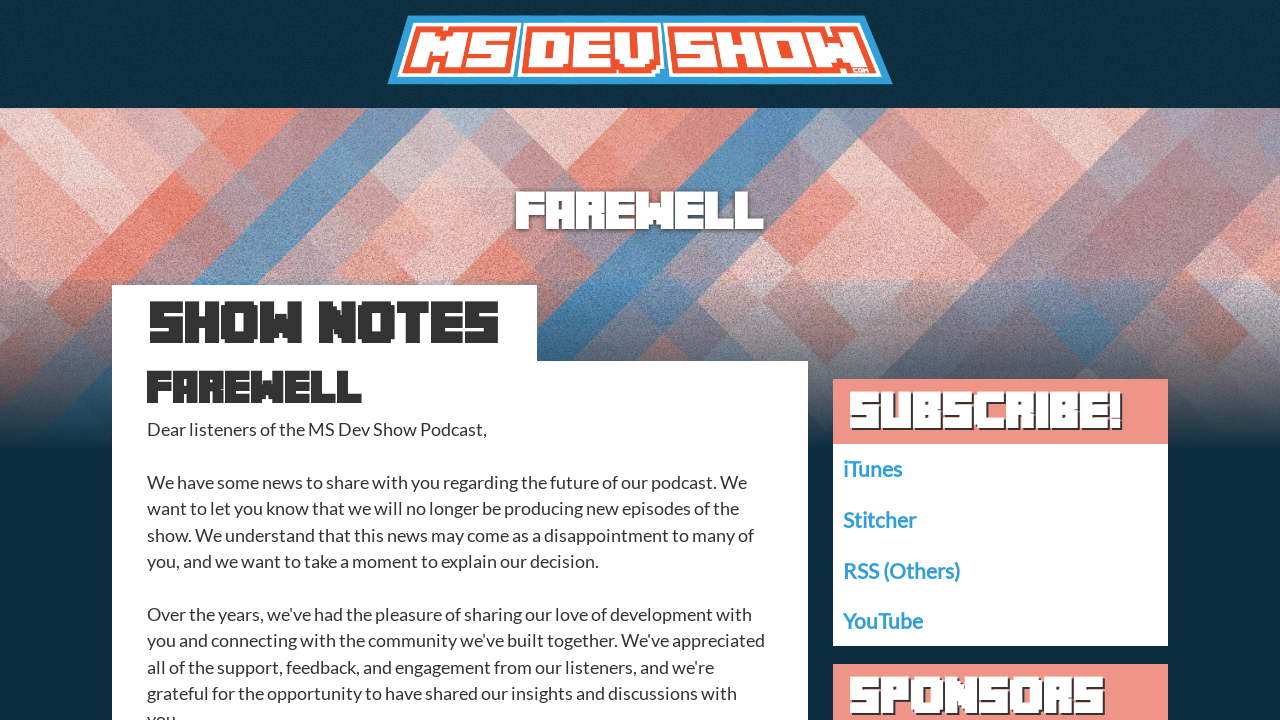 MS DEV SHOW .COM
FAREWELL
SHOW NOTES
FAREWELL
Dear listeners of the MS Dev Show Podcast,
We have some news to share with you regarding the future of our podcast. We
want to let you know that we will no longer be producing new episodes of the
show. We understand that this news may come as a disappointment to many of
you, and we want to take a moment to explain our decision.
Over the years, we've had the pleasure of sharing our love of development with
you and connecting with the community we've built together. We've appreciated
all of the support, feedback, and engagement from our listeners, and we're
grateful for the opportunity to have shared our insights and discussions with
you.
SUBSCRIBE!
iTunes
Stitcher
RSS (Others)
YouTube
SPONSORS